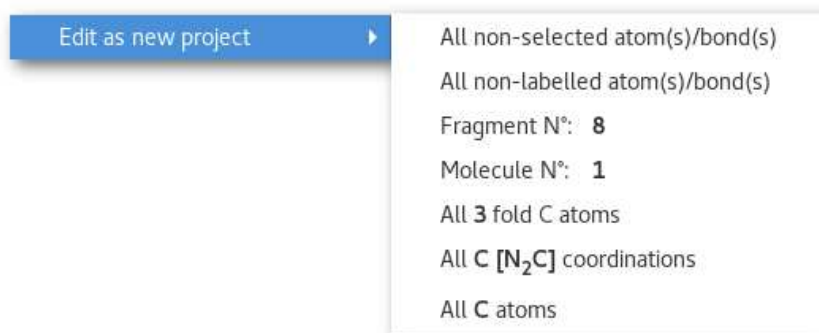 Edit as new project
All non-selected atom(s)/bond(s)
All non-labelled atom(s)/bond(s)
Fragment N°: 8
Molecule N°: 1
All 3 fold C atoms
All C [N₂C] coordinations
All C atoms